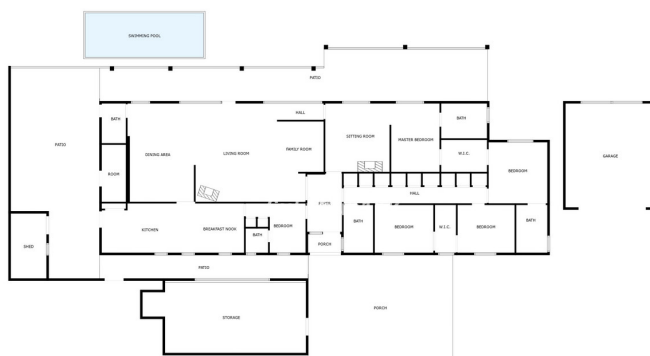 SWIMMING POOL
PATIO
BATH
HALL
SITTING ROOM
MASTER BEDROOM
BATH
PATIO
DINING AREA
LIVING ROOM
FAMILY ROOM
W.I.C.
GARAGE
ROOM
BEDROOM
HALL
KITCHEN
BREAKFAST NOOK
BEDROOM
BATH
BEDROOM
W.I.C.
BEDROOM
BATH
BATH
SHED
PORCH
PATIO
STORAGE
PORCH